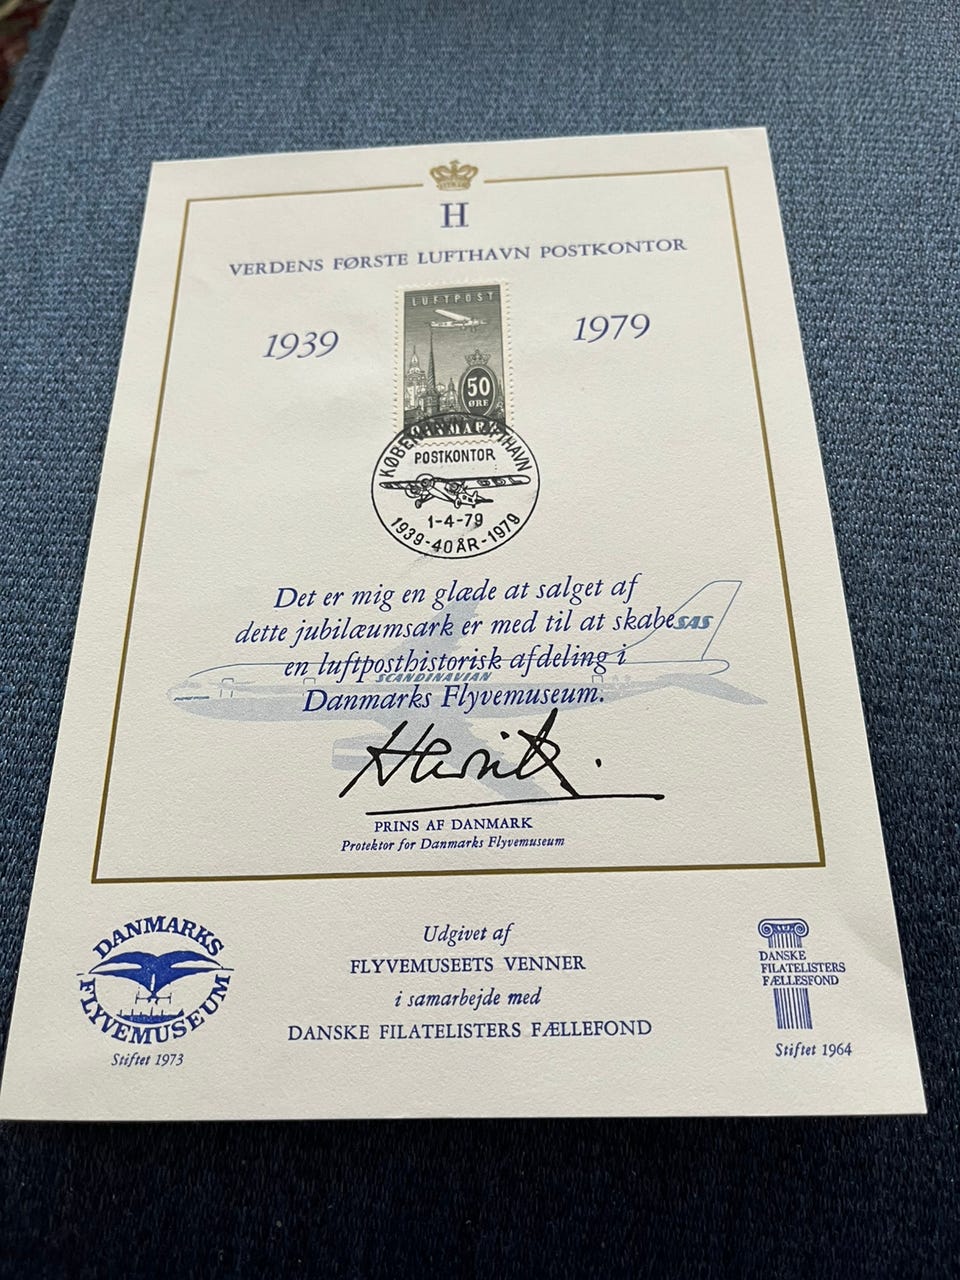 H
VERDENS FØRSTE LUFTHAVN POSTKONTOR
1939
1979
LUFTPOST
50
ØRE
DANMARK
KØBENHAVNS LUFTHAVN
POSTKONTOR
1-4-79
1939-40 ÅR-1979
Det er mig en glæde at salget af
dette jubilæumsark er med til at skabe
SAS
en luftposthistorisk afdeling i
SCANDINAVIAN
Danmarks Flyvemuseum.
Henrik.
PRINS AF DANMARK
Protektor for Danmarks Flyvemuseum
DANMARKS
FLYVEMUSEUM
Stiftet 1973
Udgivet af
FLYVEMUSEETS VENNER
i samarbejde med
DANSKE FILATELISTERS FÆLLEFOND
DANSKE
FILATELISTERS
FÆLLESFOND
Stiftet 1964